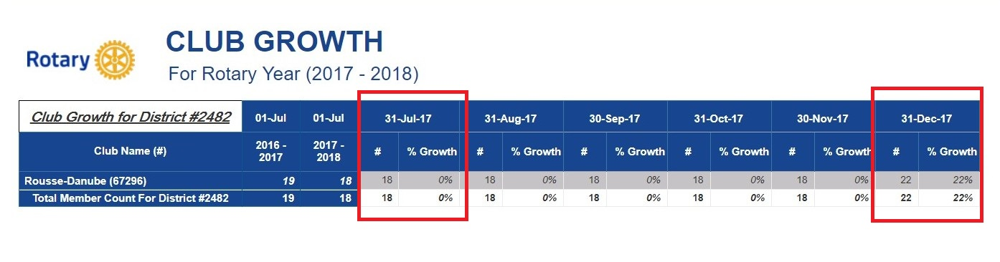 Rotary
CLUB GROWTH
For Rotary Year (2017 - 2018)
Club Growth for District #2482 01-Jul 01-Jul 31-Jul-17 31-Aug-17 30-Sep-17 31-Oct-17 30-Nov-17 31-Dec-17
Club Name (#) 2016 - 2017 2017 - 2018 # % Growth # % Growth # % Growth # % Growth # % Growth # % Growth
Rousse-Danube (67296) 19 18 18 0% 18 0% 18 0% 18 0% 18 0% 22 22%
Total Member Count For District #2482 19 18 18 0% 18 0% 18 0% 18 0% 18 0% 22 22%